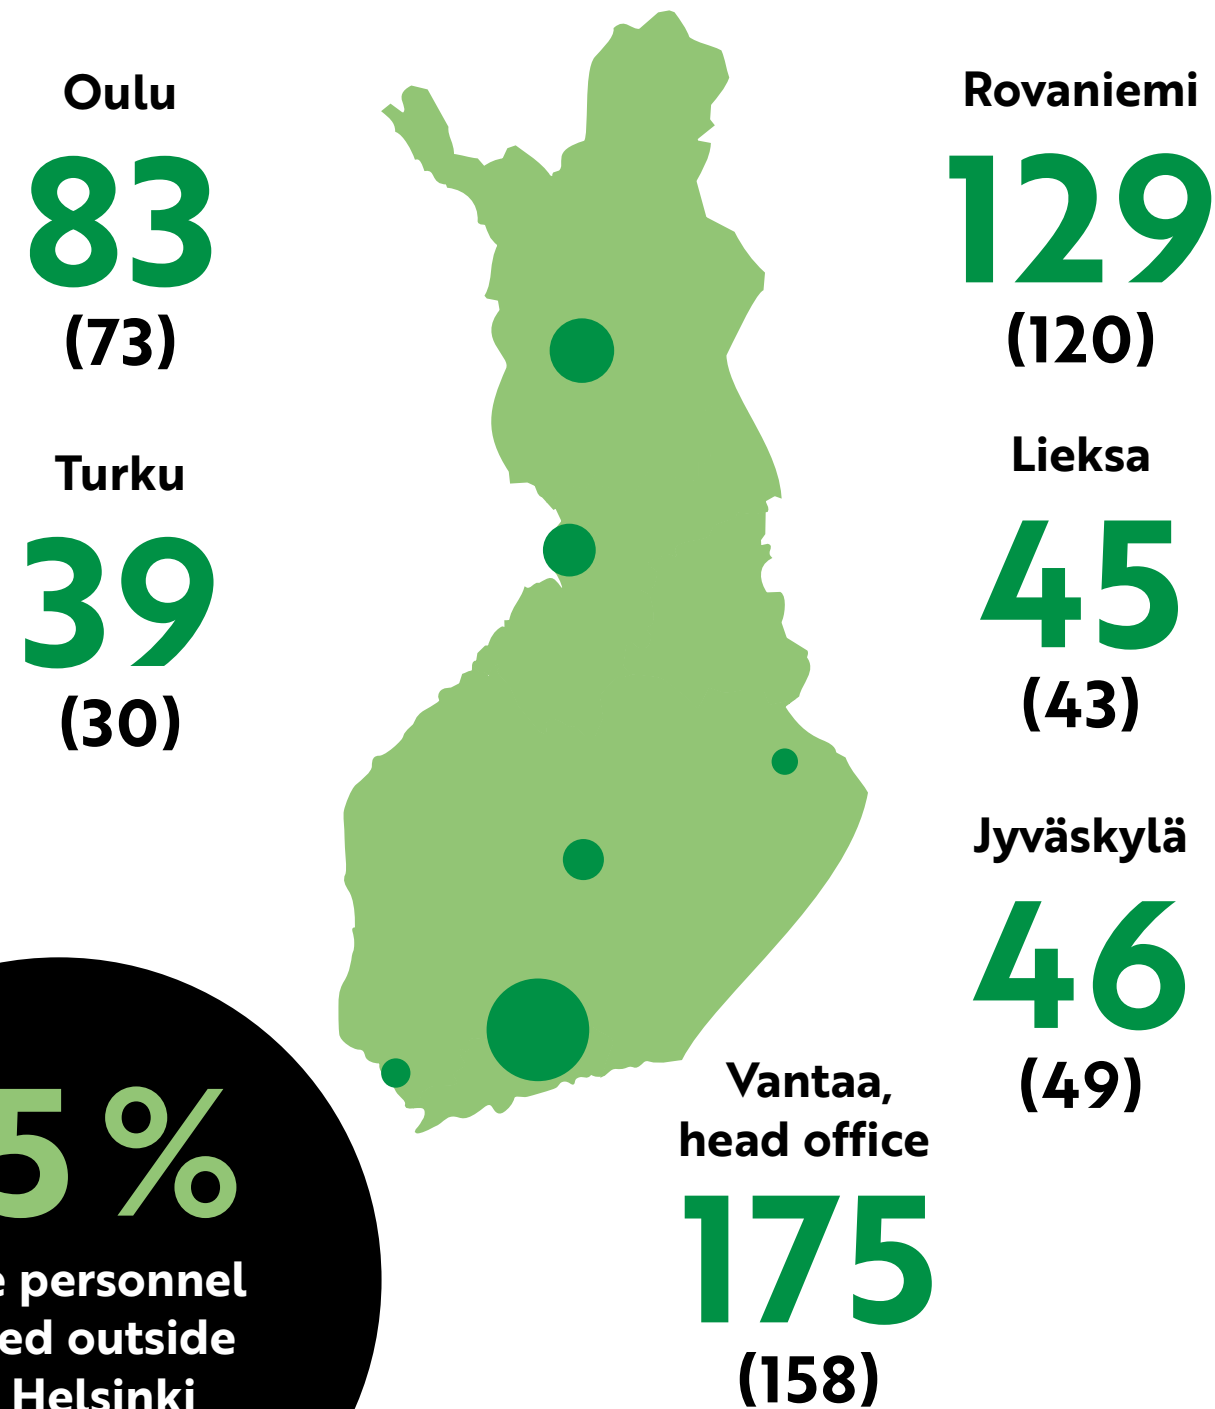 Oulu
83
(73)
Turku
39
(30)
Rovaniemi
129
(120)
Lieksa
45
(43)
Jyväskylä
46
(49)
Vantaa,
head office
175
(158)
5 %
personnel
outside
Helsinki